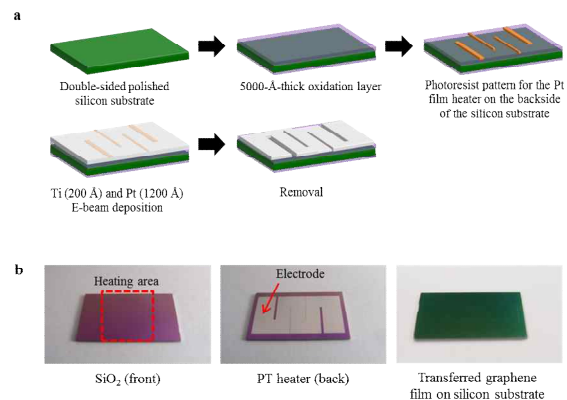 a
Double-sided polished
silicon substrate
5000-Å-thick oxidation layer
Photoresist pattern for the Pt
film heater on the backside
of the silicon substrate
Ti (200 Å) and Pt (1200 Å)
E-beam deposition
Removal
b
Heating area
Electrode
SiO₂ (front)
PT heater (back)
Transferred graphene
film on silicon substrate